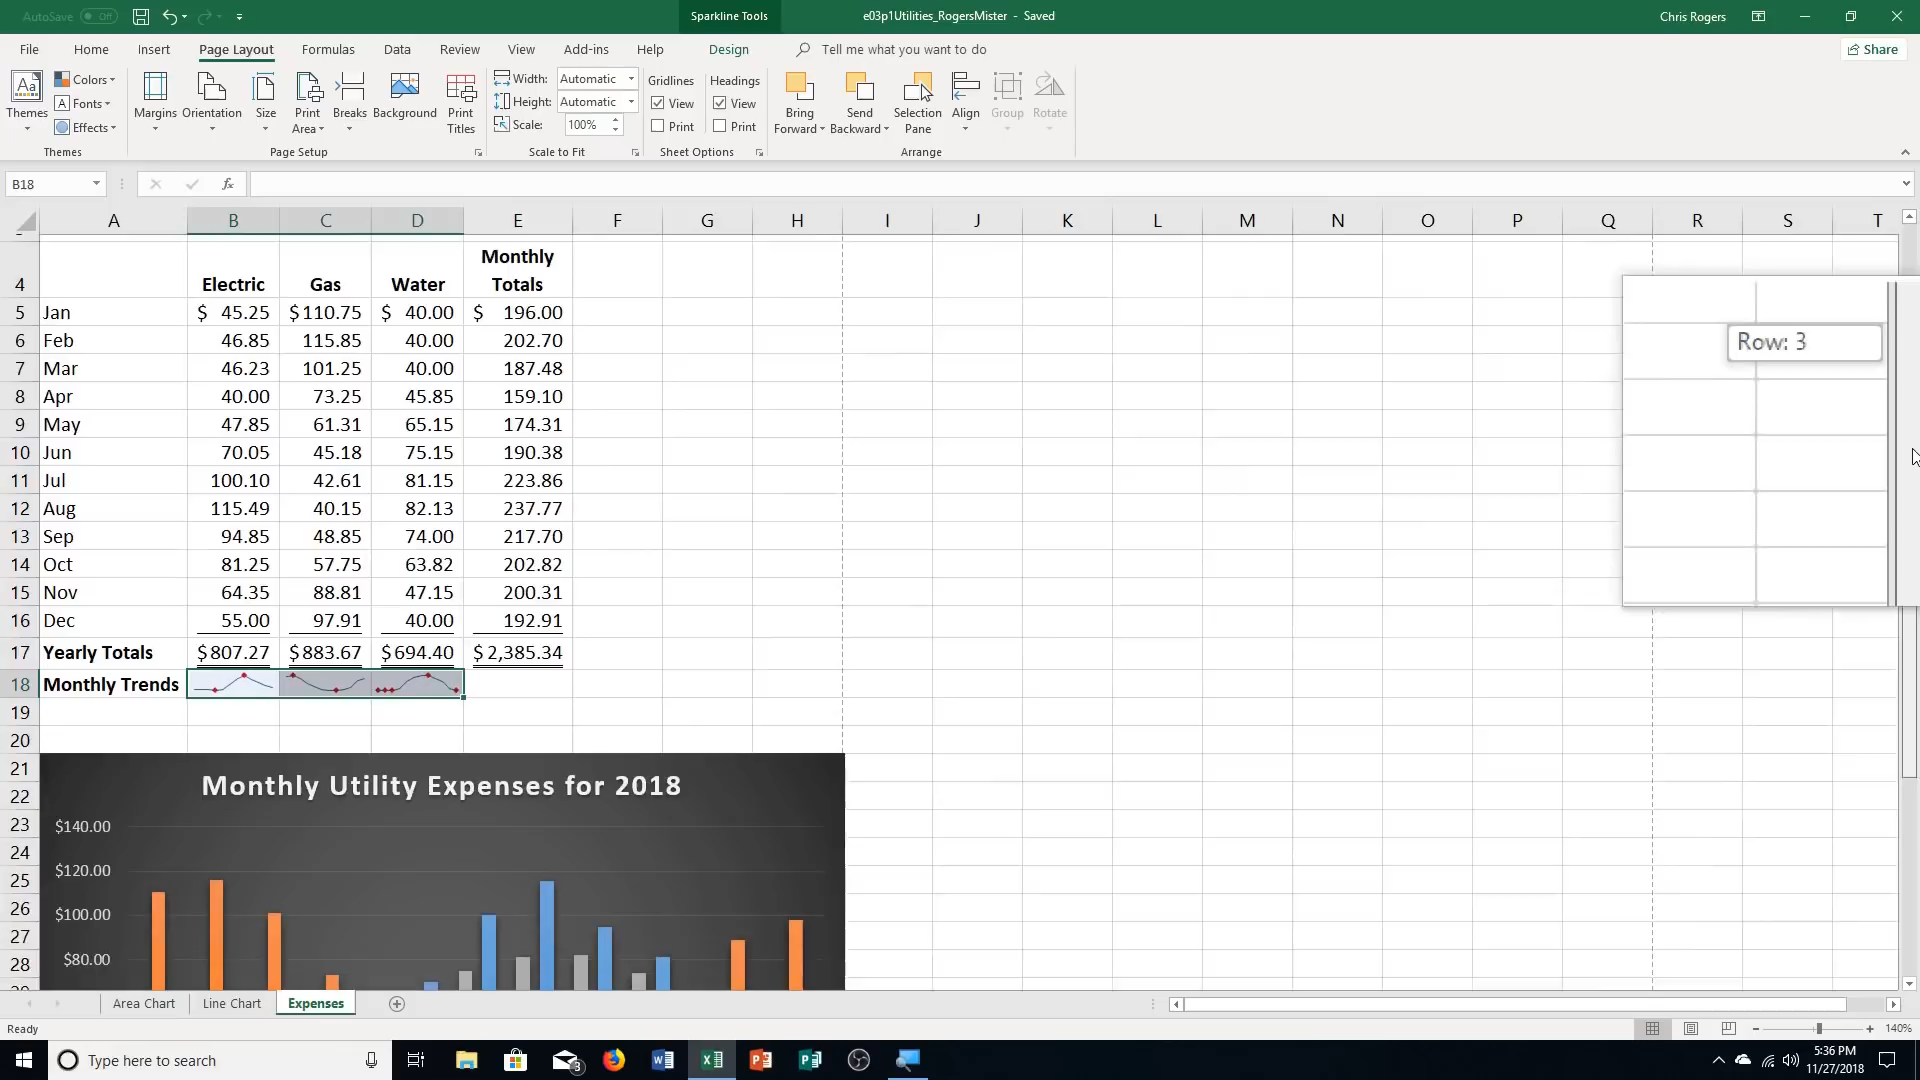 AutoSave Off
Sparkline Tools
e03p1Utilities_RogersMister - Saved
Chris Rogers
File Home Insert Page Layout Formulas Data Review View Add-ins Help Design Tell me what you want to do
Share
Aa Themes
Colors
Fonts
Effects
Themes
Margins Orientation Size Print Area Breaks Background Print Titles
Page Setup
Width: Automatic
Height: Automatic
Scale: 100%
Scale to Fit
Gridlines Headings
View View
Print Print
Sheet Options
Bring Forward Send Backward Selection Pane Align Group Rotate
Arrange
B18 fx
A B C D E F G H I J K L M N O P Q R S T
4 Electric Gas Water Monthly Totals
5 Jan $ 45.25 $110.75 $ 40.00 $ 196.00
6 Feb 46.85 115.85 40.00 202.70
7 Mar 46.23 101.25 40.00 187.48
8 Apr 40.00 73.25 45.85 159.10
9 May 47.85 61.31 65.15 174.31
10 Jun 70.05 45.18 75.15 190.38
11 Jul 100.10 42.61 81.15 223.86
12 Aug 115.49 40.15 82.13 237.77
13 Sep 94.85 48.85 74.00 217.70
14 Oct 81.25 57.75 63.82 202.82
15 Nov 64.35 88.81 47.15 200.31
16 Dec 55.00 97.91 40.00 192.91
17 Yearly Totals $807.27 $883.67 $694.40 $2,385.34
18 Monthly Trends
19
20
21
22
23
24
25
26
27
28
Row: 3
Monthly Utility Expenses for 2018
$140.00
$120.00
$100.00
$80.00
Area Chart Line Chart Expenses
Ready
140%
Type here to search
3
5:36 PM
11/27/2018